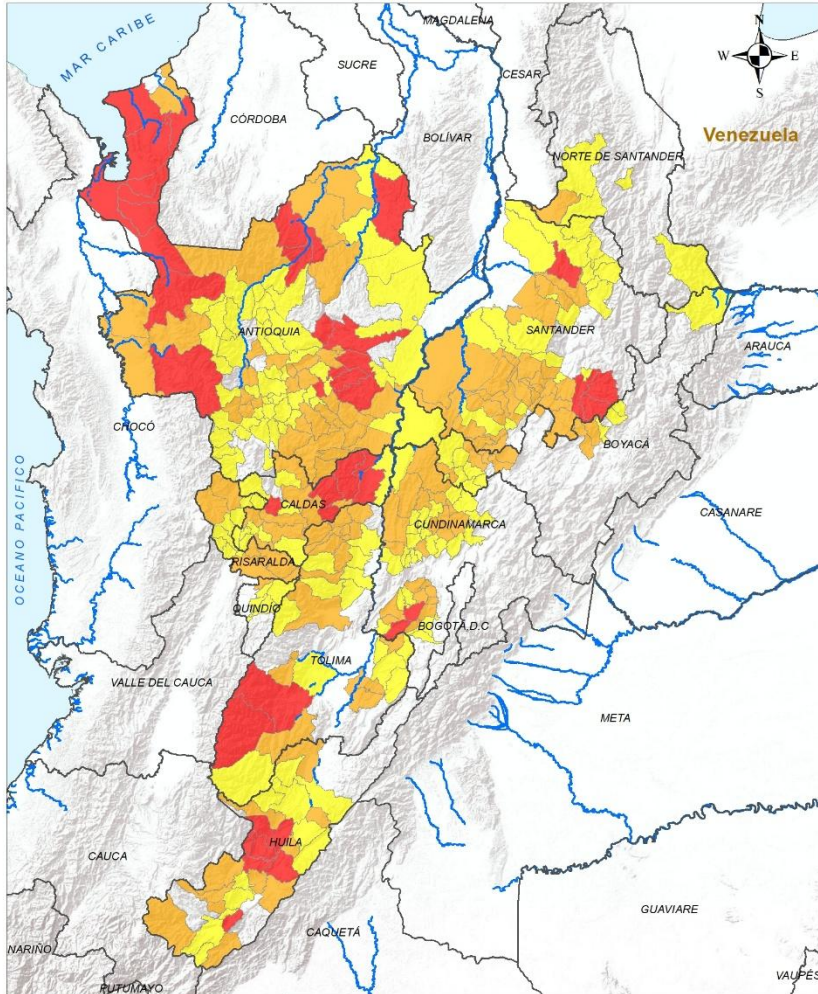 MAGDALENA
MAR CARIBE
SUCRE
CESAR
N
W E
S
CÓRDOBA
BOLÍVAR
Venezuela
NORTE DE SANTANDER
ANTIOQUIA
SANTANDER
ARAUCA
CHOCÓ
BOYACÁ
OCEANO PACIFICO
CALDAS
CUNDINAMARCA
CASANARE
RISARALDA
QUINDÍO
BOGOTÁ,D.C
TOLIMA
VALLE DEL CAUCA
META
HUILA
CAUCA
GUAVIARE
CAQUETÁ
NARIÑO
PUTUMAYO
VAUPÉS